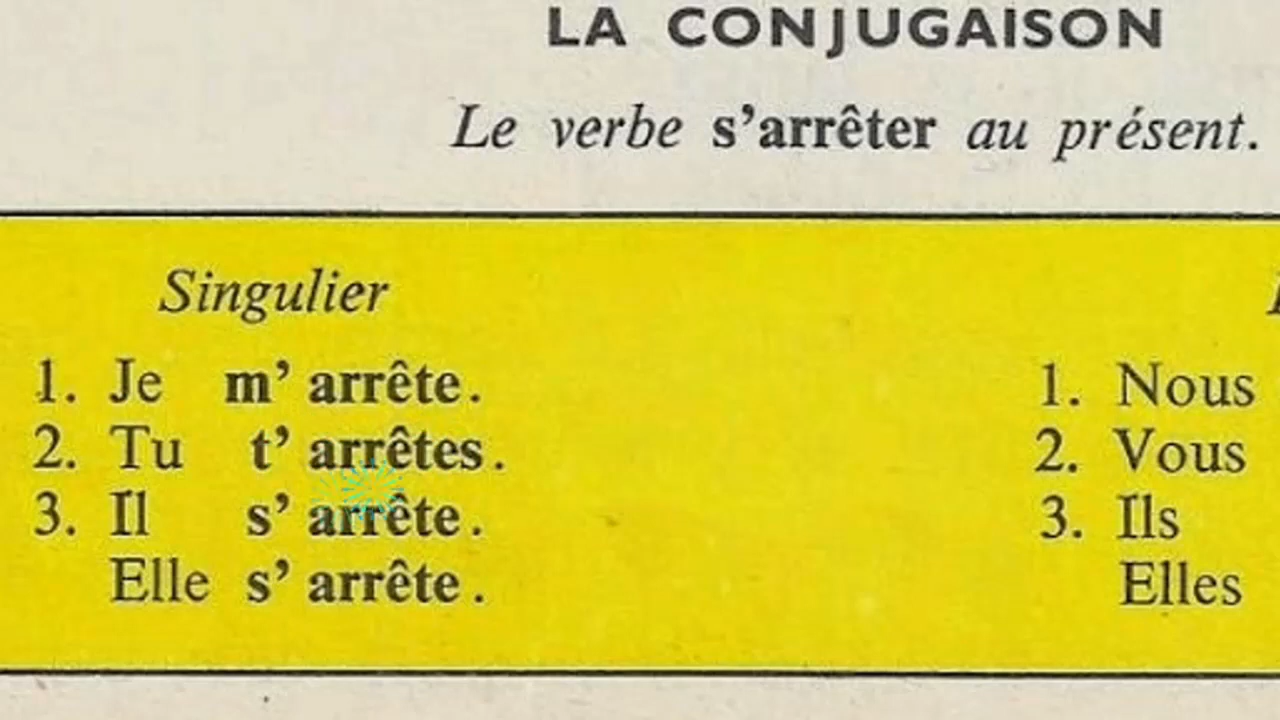 LA CONJUGAISON
Le verbe s'arrêter au présent.
Singulier
1. Je m' arrête.
2. Tu t' arrêtes.
3. Il s' arrête.
Elle s' arrête.
1. Nous
2. Vous
3. Ils
Elles